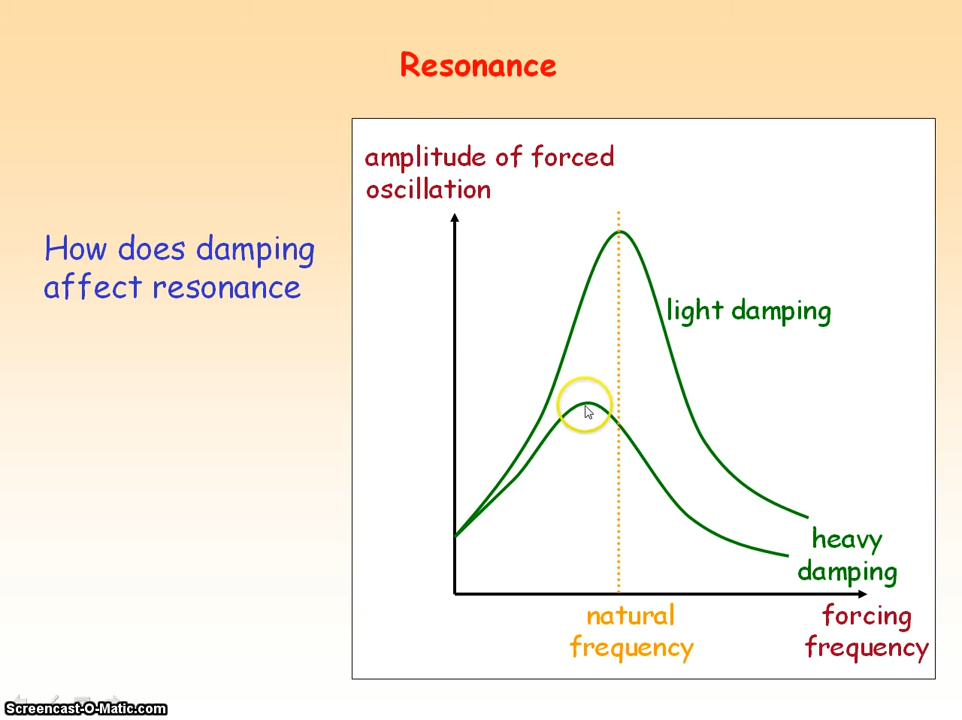 Resonance
amplitude of forced
oscillation
How does damping
affect resonance
light damping
heavy
damping
natural
frequency
forcing
frequency
Screencast-O-Matic.com